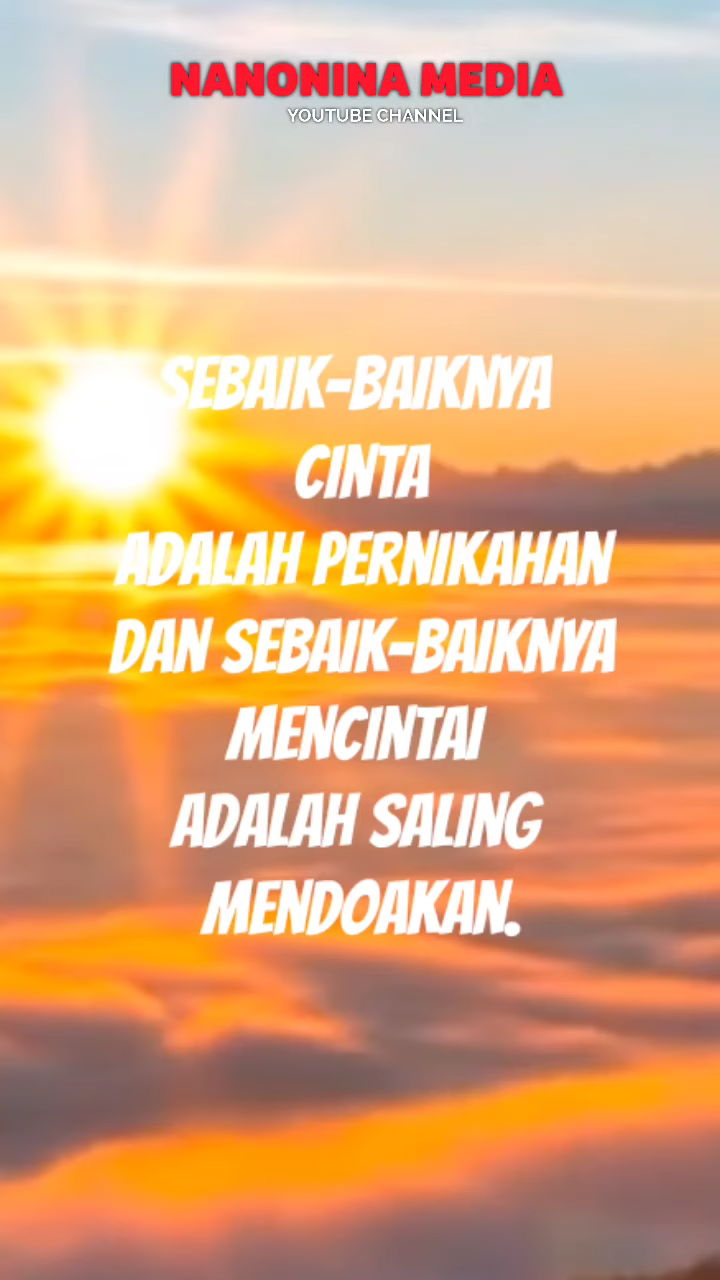 NANONINA MEDIA
YOUTUBE CHANNEL
SEBAIK-BAIKNYA
CINTA
ADALAH PERNIKAHAN
DAN SEBAIK-BAIKNYA
MENCINTAI
ADALAH SALING
MENDOAKAN.